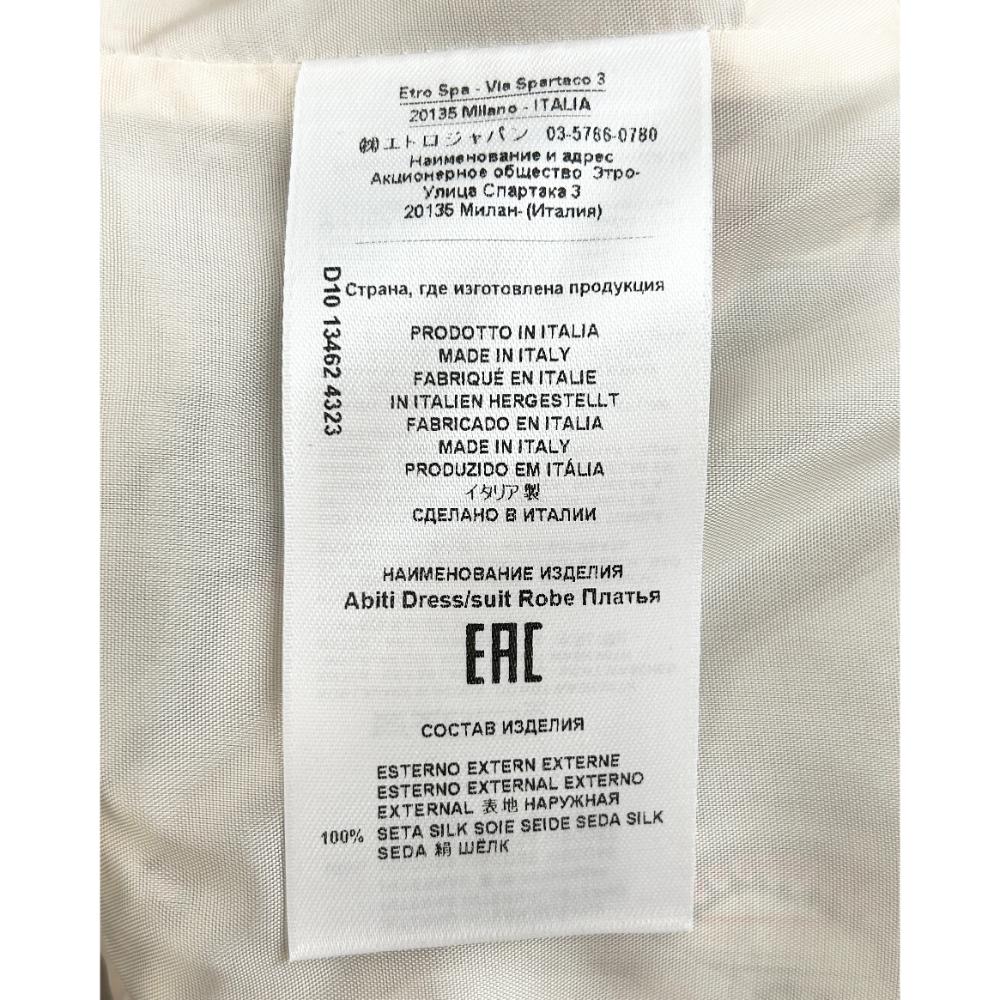 Etro Spa - Via Spartaco 3
20135 Milano - ITALIA
㈱エトロジャパン 03-5766-0780
Наименование и адрес
Акционерное общество Этро-
Улица Спартака 3
20135 Милан- (Италия)
D10 13462 4323
Страна, где изготовлена продукция
PRODOTTO IN ITALIA
MADE IN ITALY
FABRIQUÉ EN ITALIE
IN ITALIEN HERGESTELLT
FABRICADO EN ITALIA
MADE IN ITALY
PRODUZIDO EM ITÁLIA
イタリア製
СДЕЛАНО В ИТАЛИИ
НАИМЕНОВАНИЕ ИЗДЕЛИЯ
Abiti Dress/suit Robe Платья
EAC
СОСТАВ ИЗДЕЛИЯ
ESTERNO EXTERN EXTERNE
ESTERNO EXTERNAL EXTERNO
EXTERNAL 表地 НАРУЖНАЯ
100% SETA SILK SOIE SEIDE SEDA SILK
SEDA 絹 ШЁЛК